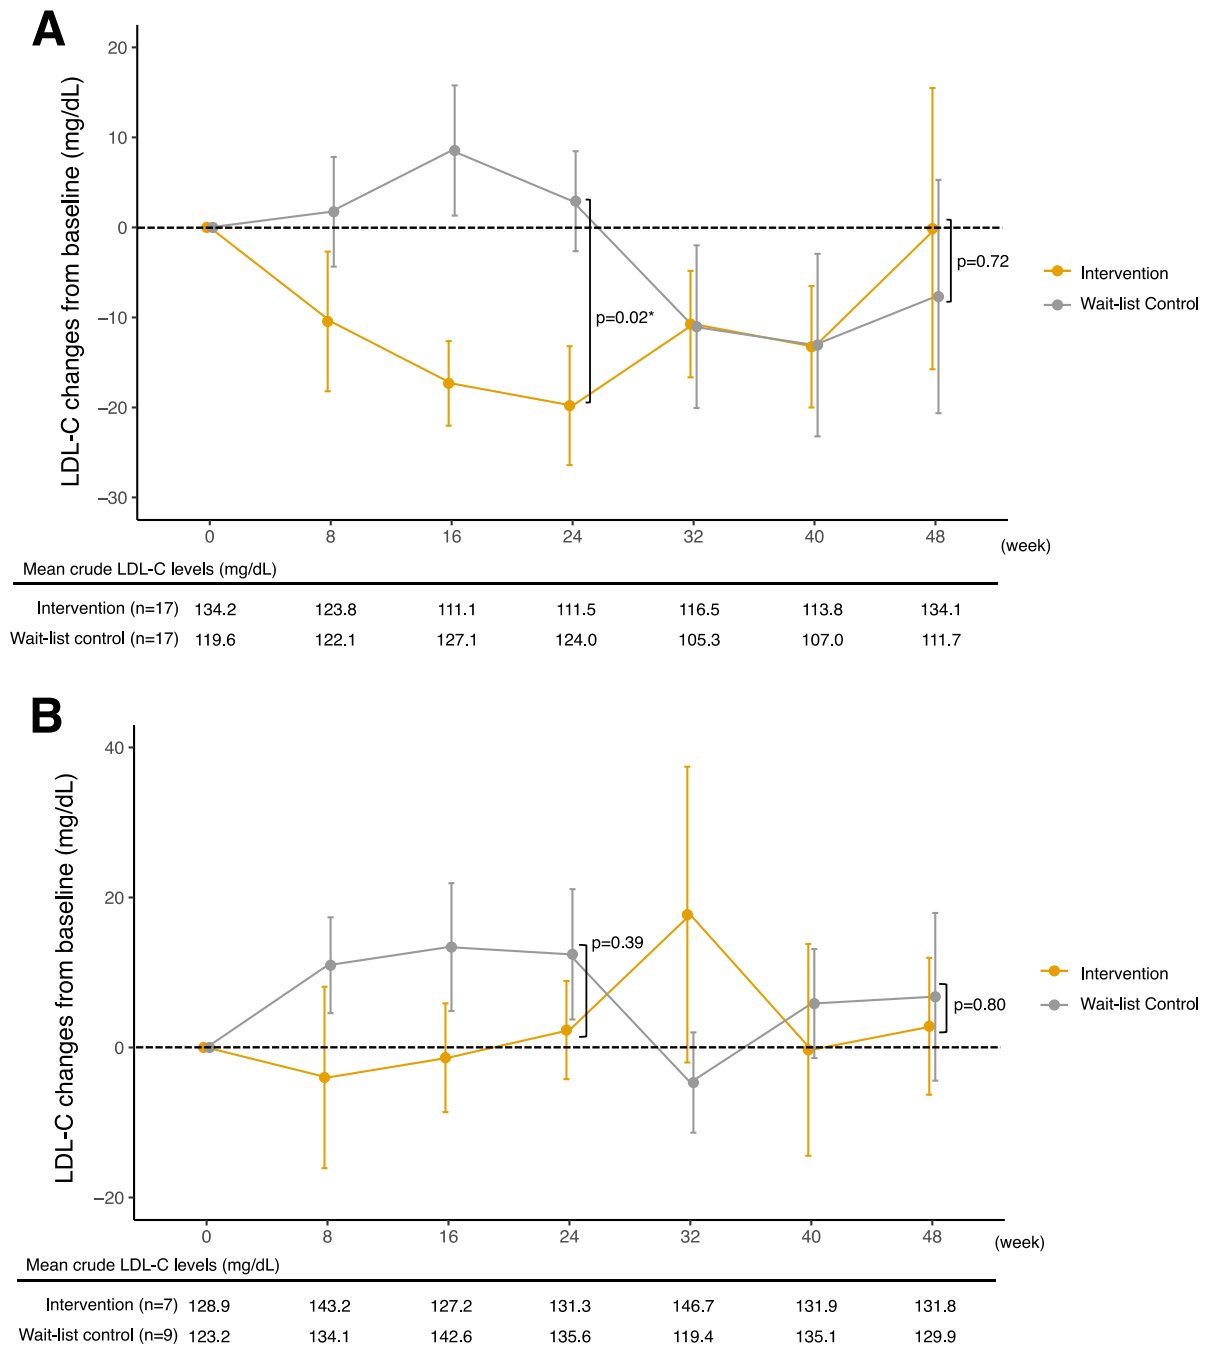 A
LDL-C changes from baseline (mg/dL)
20
10
0
−10
−20
−30
p=0.02*
p=0.72
Intervention
Wait-list Control
0 8 16 24 32 40 48
(week)
Mean crude LDL-C levels (mg/dL)
Intervention (n=17) 134.2 123.8 111.1 111.5 116.5 113.8 134.1
Wait-list control (n=17) 119.6 122.1 127.1 124.0 105.3 107.0 111.7
B
LDL-C changes from baseline (mg/dL)
40
20
0
−20
p=0.39
p=0.80
Intervention
Wait-list Control
0 8 16 24 32 40 48
(week)
Mean crude LDL-C levels (mg/dL)
Intervention (n=7) 128.9 143.2 127.2 131.3 146.7 131.9 131.8
Wait-list control (n=9) 123.2 134.1 142.6 135.6 119.4 135.1 129.9